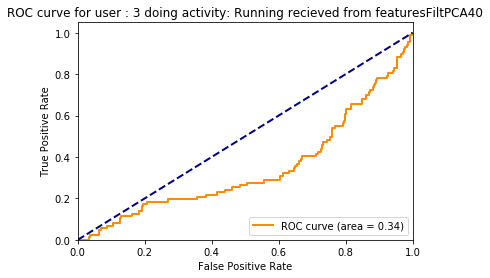 ROC curve for user : 3 doing activity: Running recieved from featuresFiltPCA40
1.0
0.8
0.6
0.4
0.2
0.0
True Positive Rate
ROC curve (area = 0.34)
0.0 0.2 0.4 0.6 0.8 1.0
False Positive Rate